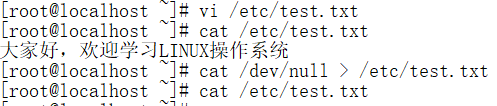 [root@localhost ~]# vi /etc/test.txt
[root@localhost ~]# cat /etc/test.txt
大家好，欢迎学习LINUX操作系统
[root@localhost ~]# cat /dev/null > /etc/test.txt
[root@localhost ~]# cat /etc/test.txt